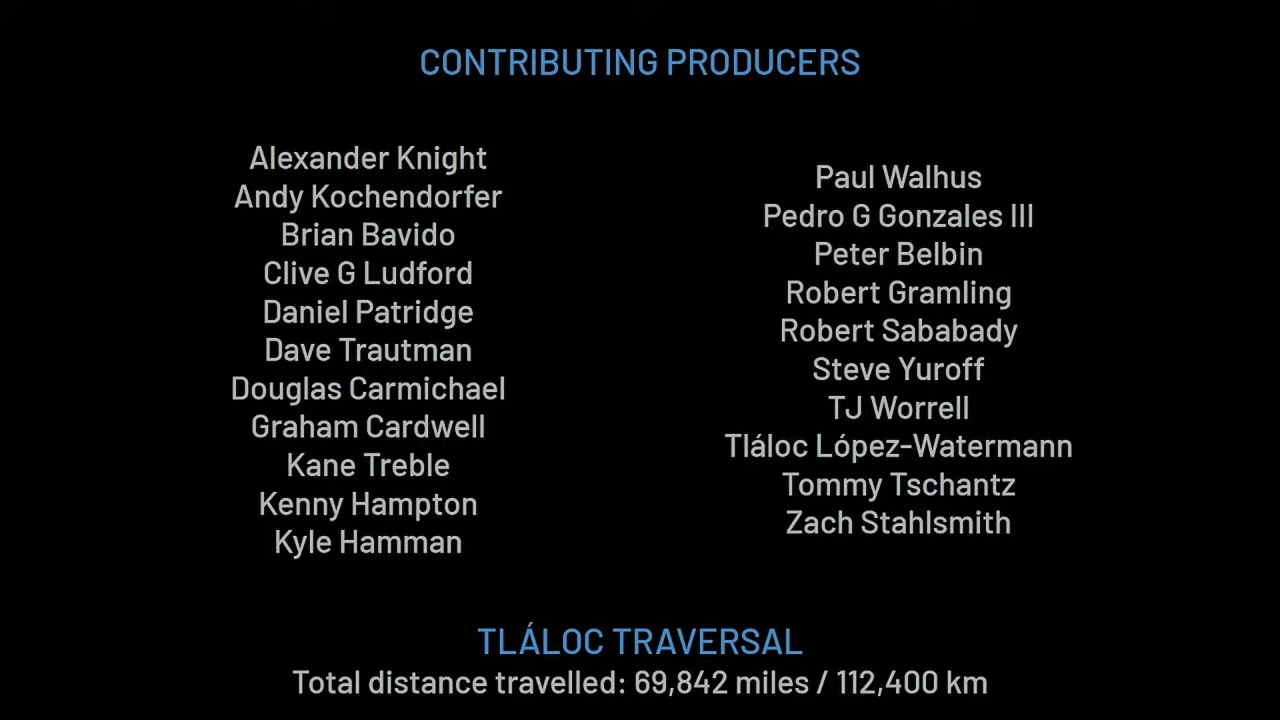 CONTRIBUTING PRODUCERS
Alexander Knight
Andy Kochendorfer
Brian Bavido
Clive G Ludford
Daniel Patridge
Dave Trautman
Douglas Carmichael
Graham Cardwell
Kane Treble
Kenny Hampton
Kyle Hamman
Paul Walhus
Pedro G Gonzales III
Peter Belbin
Robert Gramling
Robert Sababady
Steve Yuroff
TJ Worrell
Tláloc López-Watermann
Tommy Tschantz
Zach Stahlsmith
TLÁLOC TRAVERSAL
Total distance travelled: 69,842 miles / 112,400 km